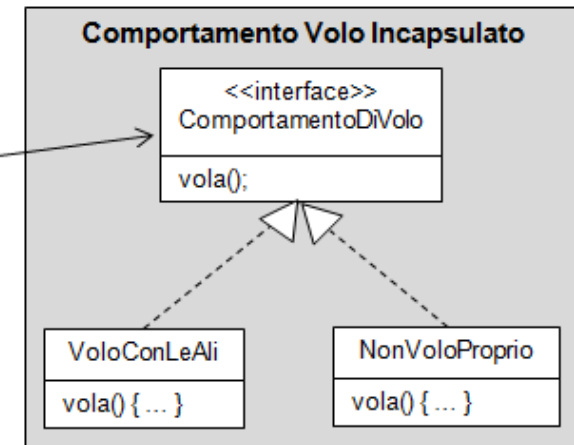 Comportamento Volo Incapsulato
<<interface>>
ComportamentoDiVolo
vola();
VoloConLeAli
vola() { ... }
NonVoloProprio
vola() { ... }